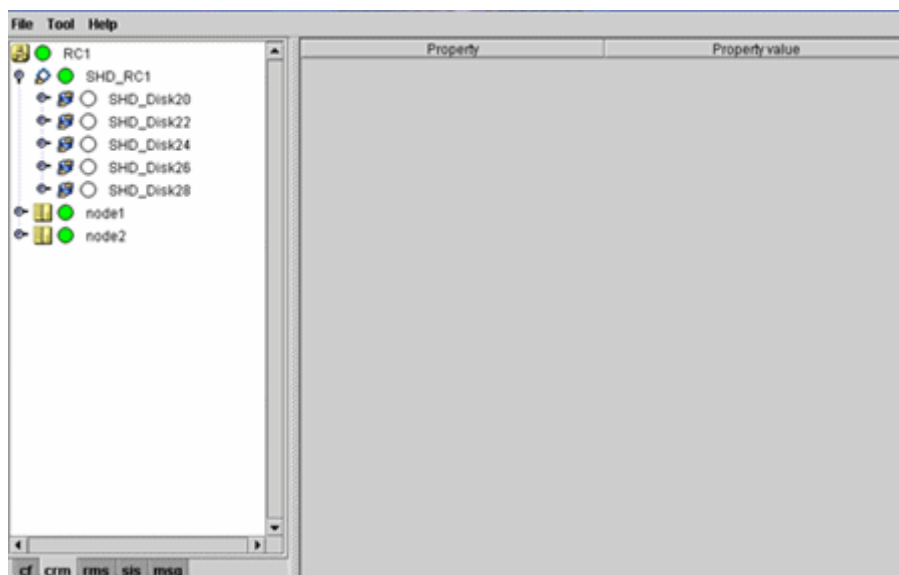 File Tool Help
RC1
SHD_RC1
SHD_Disk20
SHD_Disk22
SHD_Disk24
SHD_Disk26
SHD_Disk28
node1
node2
Property Property value
cf crm rms sis msg